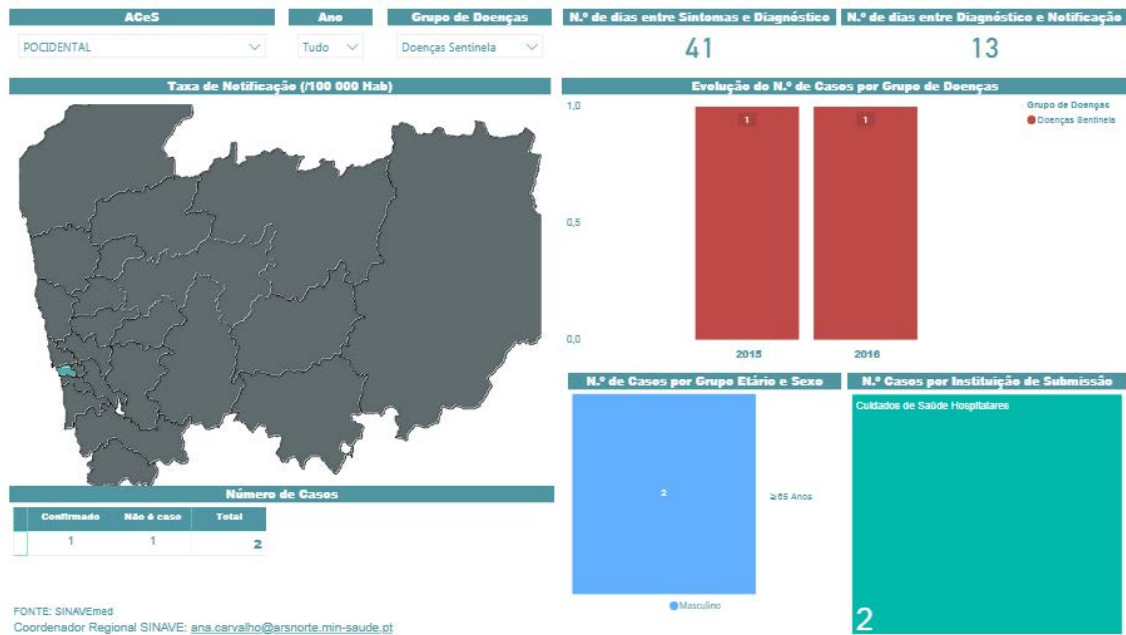 ACeS
Ano
Grupo de Doenças
POCIDENTAL
Tudo
Doenças Sentinela
N.º de dias entre Sintomas e Diagnóstico
41
N.º de dias entre Diagnóstico e Notificação
13
Taxa de Notificação (/100 000 Hab)
Evolução do N.º de Casos por Grupo de Doenças
1,0
0,5
0,0
1
1
2015
2016
Grupo de Doenças
Doenças Sentinela
N.º de Casos por Grupo Etário e Sexo
2
≥65 Anos
Masculino
N.º Casos por Instituição de Submissão
Cuidados de Saúde Hospitalares
2
Número de Casos
Confirmado Não é caso Total
1 1 2
FONTE: SINAVEmed
Coordenador Regional SINAVE: ana.carvalho@arsnorte.min-saude.pt